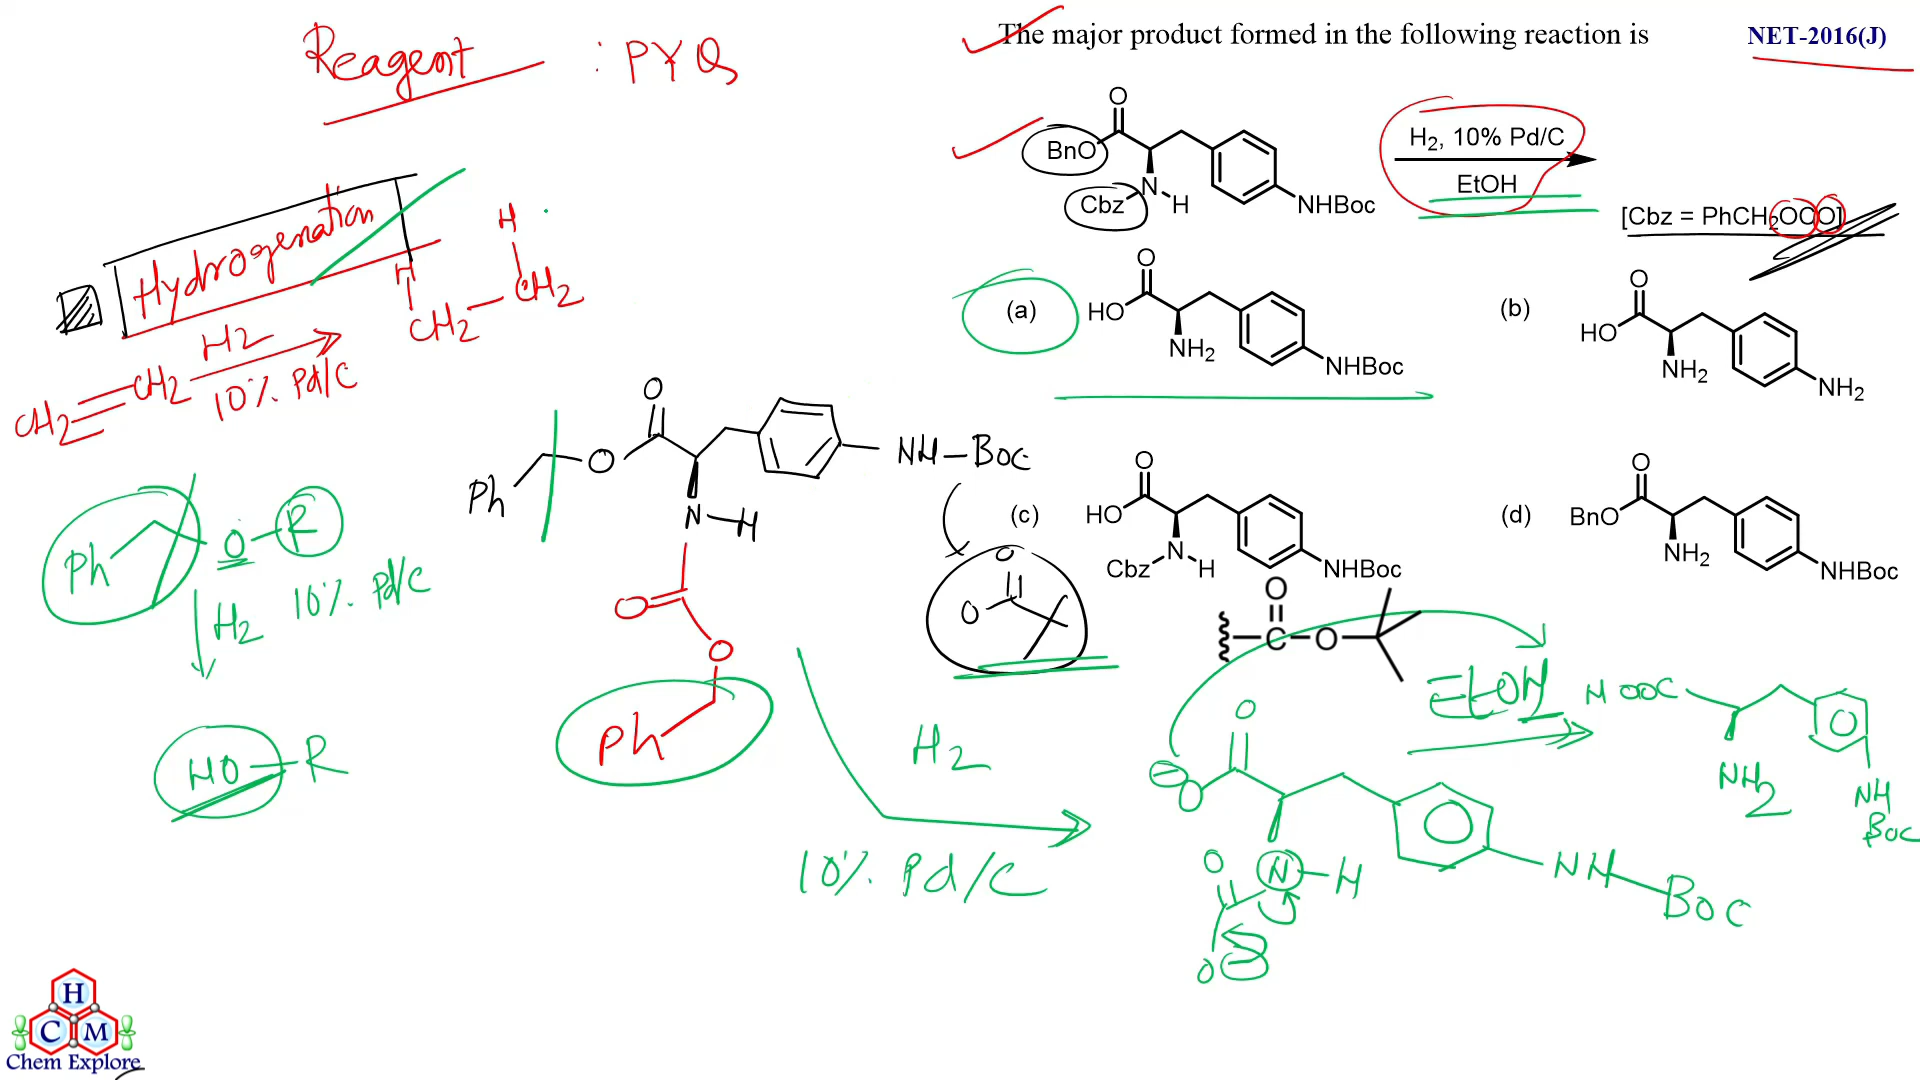 Reagent : PYQs
The major product formed in the following reaction is NET-2016(J)
O
BnO
Cbz N H
NHBoc
H2, 10% Pd/C
EtOH
[Cbz = PhCH2OCO]
Hydrogenation
H
H
CH2 CH2
H2
CH2 CH2
10% Pd/C
(a)
O
HO
NH2
NHBoc
(b)
O
HO
NH2
NH2
O
Ph O
N H
NH-Boc
O
O
Ph
O
O
(c)
O
HO
Cbz N H
NHBoc
(d)
O
BnO
NH2
NHBoc
O
C O
Ph O R
H2 10% Pd/C
HO R
H2
10% Pd/C
EtOH
HOOC
NH2
NH
Boc
O
⊖O
O N H
O⊖
NH
Boc
H
C M
Chem Explore